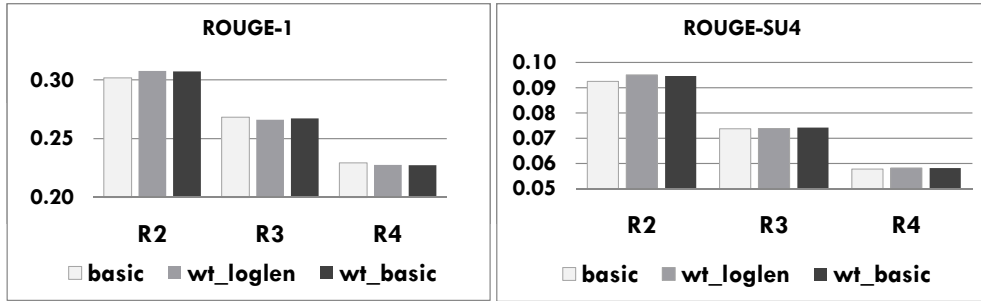 ROUGE-1
0.30
0.25
0.20
R2 R3 R4
basic wt_loglen wt_basic
ROUGE-SU4
0.10
0.09
0.08
0.07
0.06
0.05
R2 R3 R4
basic wt_loglen wt_basic